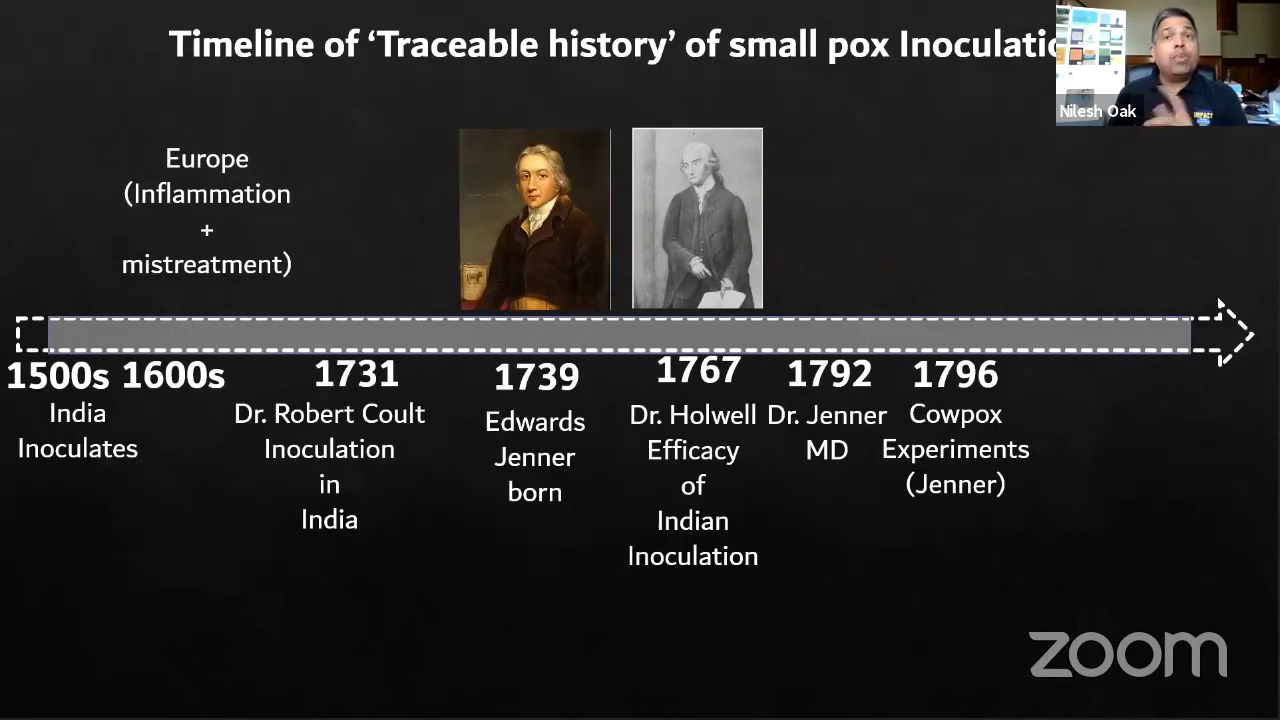 Timeline of ‘Traceable history’ of small pox Inoculatio
Nilesh Oak
IMPACT
Europe
(Inflammation
+
mistreatment)
1500s
India
Inoculates
1600s
1731
Dr. Robert Coult
Inoculation
in
India
1739
Edwards
Jenner
born
1767
Dr. Holwell
Efficacy
of
Indian
Inoculation
1792
Dr. Jenner
MD
1796
Cowpox
Experiments
(Jenner)
zoom